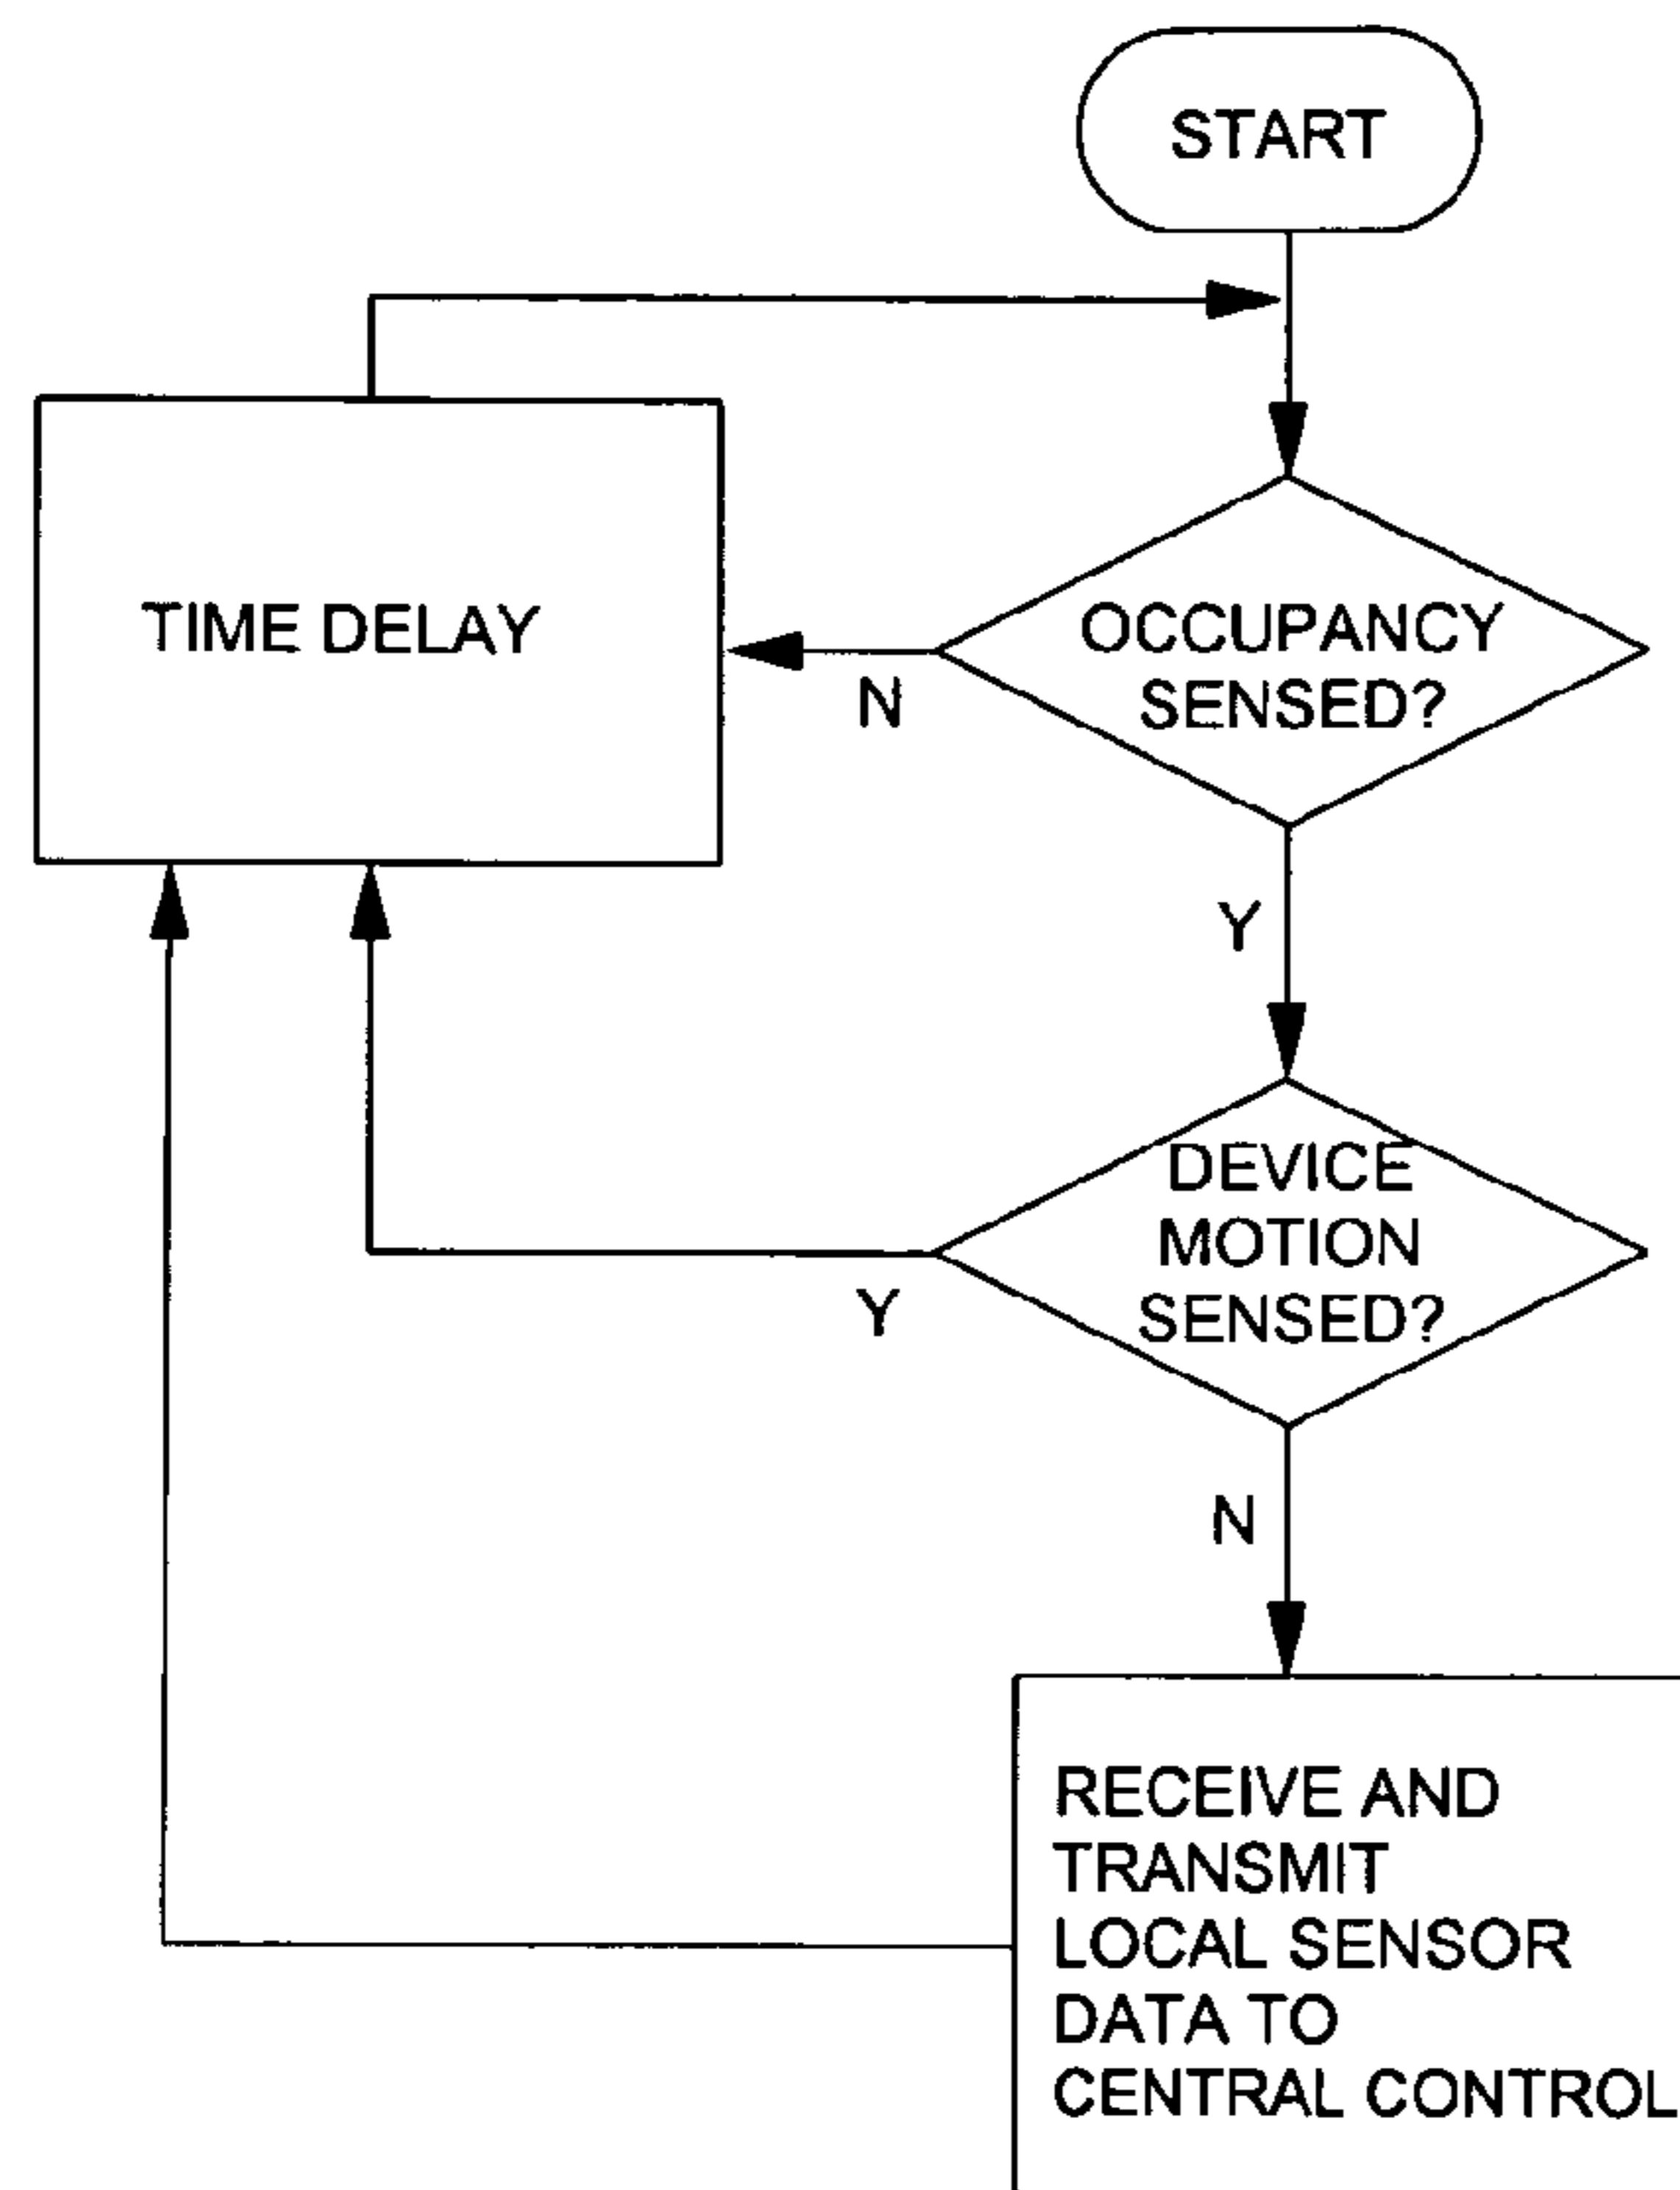 START
TIME DELAY
N
OCCUPANCY
SENSED?
Y
DEVICE
MOTION
SENSED?
Y
N
RECEIVE AND
TRANSMIT
LOCAL SENSOR
DATA TO
CENTRAL CONTROL